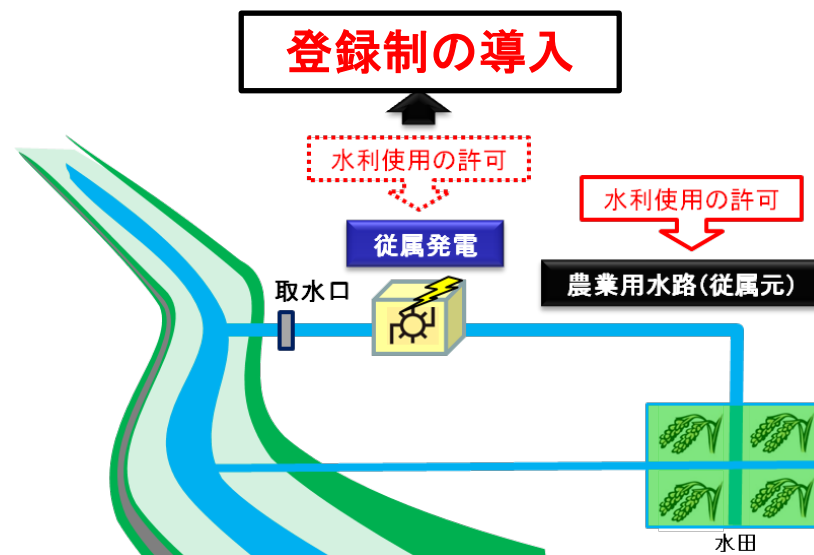 登録制の導入
水利使用の許可
水利使用の許可
従属発電
農業用水路(従属元)
取水口
水田